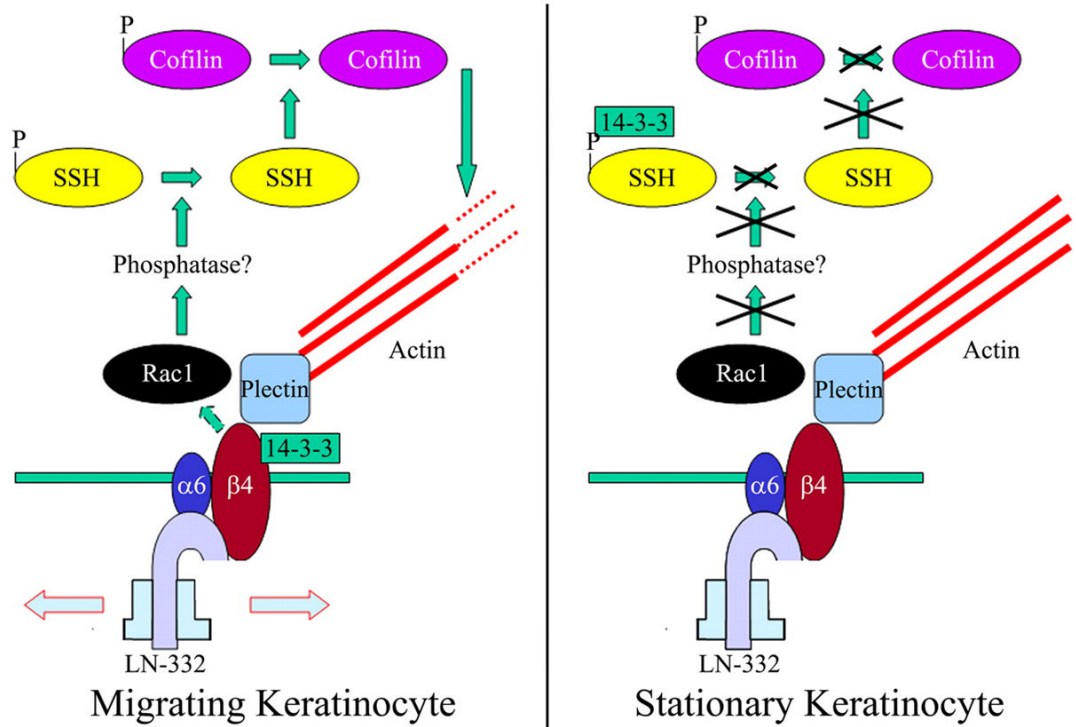 P
Cofilin
Cofilin
P
SSH
SSH
Phosphatase?
Rac1
Plectin
Actin
14-3-3
α6
β4
LN-332
Migrating Keratinocyte
P
Cofilin
Cofilin
14-3-3
P
SSH
SSH
Phosphatase?
Rac1
Plectin
Actin
α6
β4
LN-332
Stationary Keratinocyte